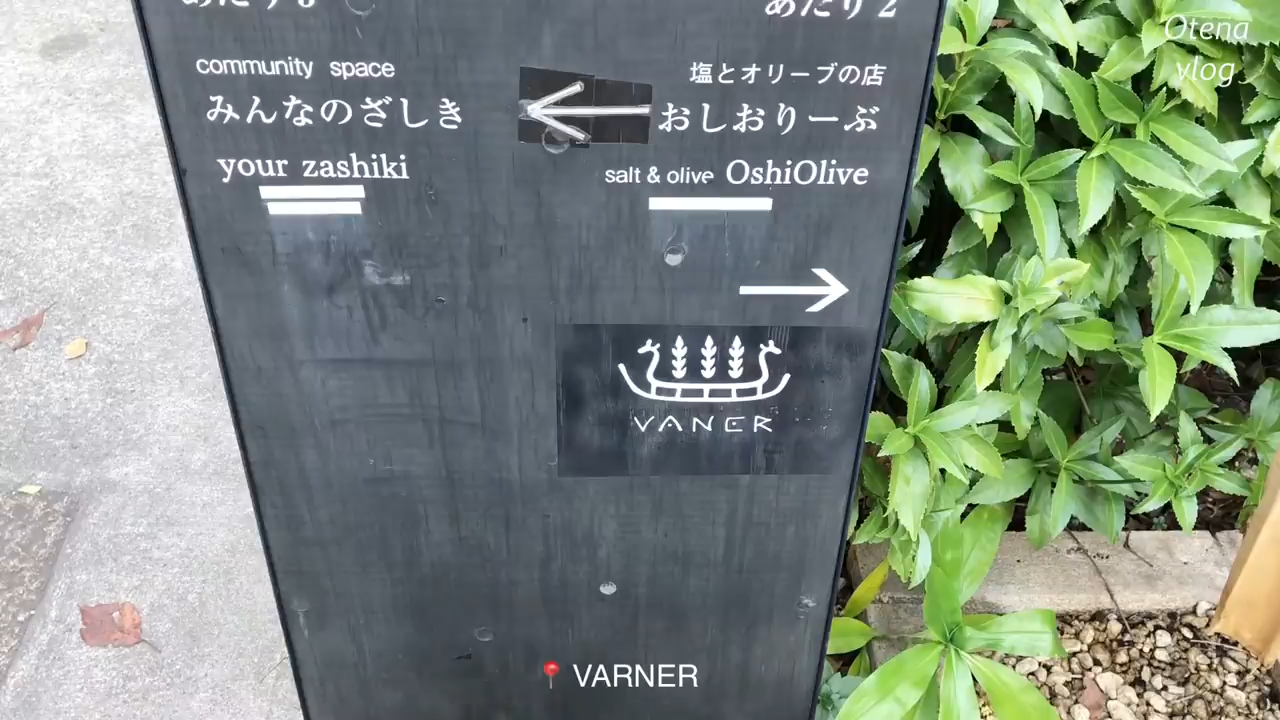 あたり 2
Otena
vlog
community space
みんなのざしき
your zashiki
塩とオリーブの店
おしおりーぶ
salt & olive OshiOlive
VANER
VARNER